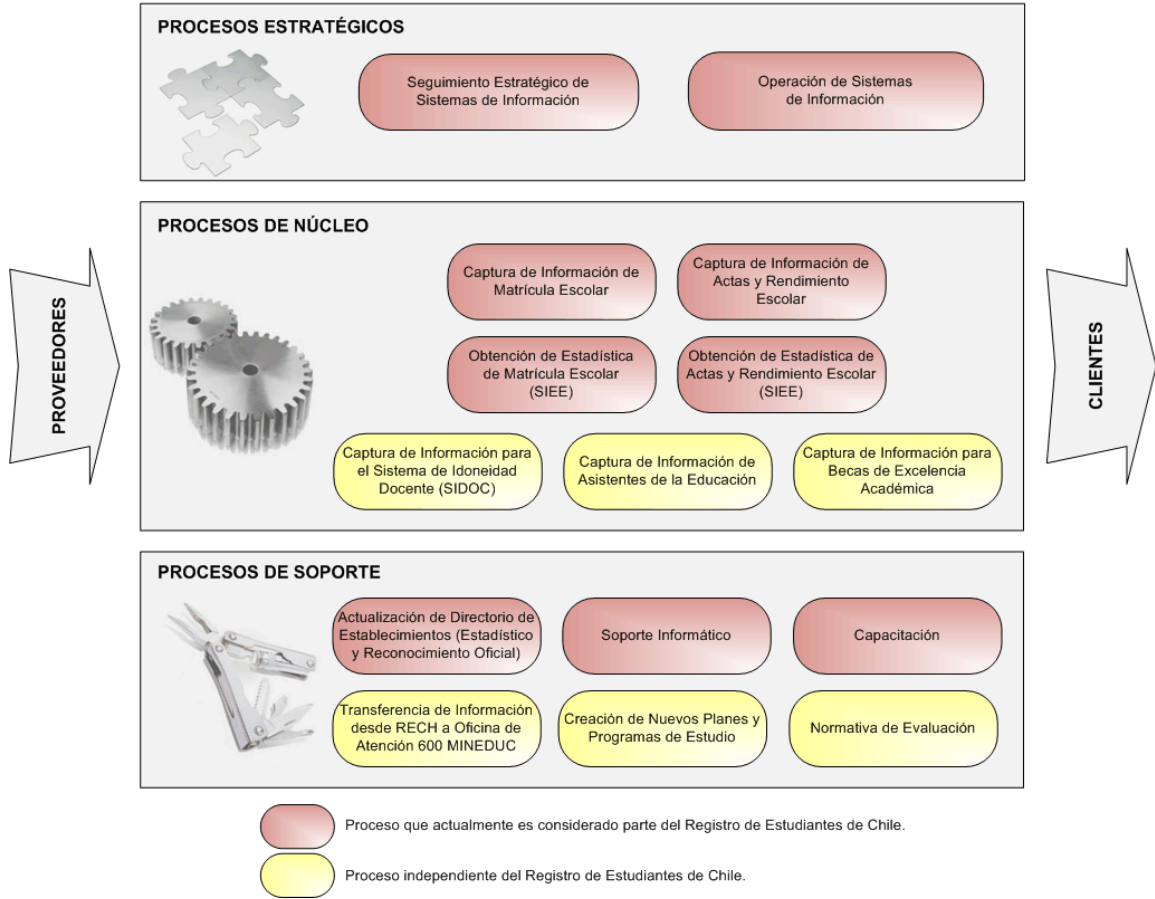 PROCESOS ESTRATÉGICOS
Seguimiento Estratégico de
Sistemas de Información
Operación de Sistemas
de Información
PROCESOS DE NÚCLEO
PROVEEDORES
Captura de Información de
Matrícula Escolar
Captura de Información de
Actas y Rendimiento
Escolar
Obtención de Estadística
de Matrícula Escolar
(SIEE)
Obtención de Estadística de
Actas y Rendimiento Escolar
(SIEE)
Captura de Información para
el Sistema de Idoneidad
Docente (SIDOC)
Captura de Información de
Asistentes de la Educación
Captura de Información para
Becas de Excelencia
Académica
CLIENTES
PROCESOS DE SOPORTE
Actualización de Directorio de
Establecimientos (Estadístico
y Reconocimiento Oficial)
Soporte Informático
Capacitación
Transferencia de Información
desde RECH a Oficina de
Atención 600 MINEDUC
Creación de Nuevos Planes y
Programas de Estudio
Normativa de Evaluación
Proceso que actualmente es considerado parte del Registro de Estudiantes de Chile.
Proceso independiente del Registro de Estudiantes de Chile.